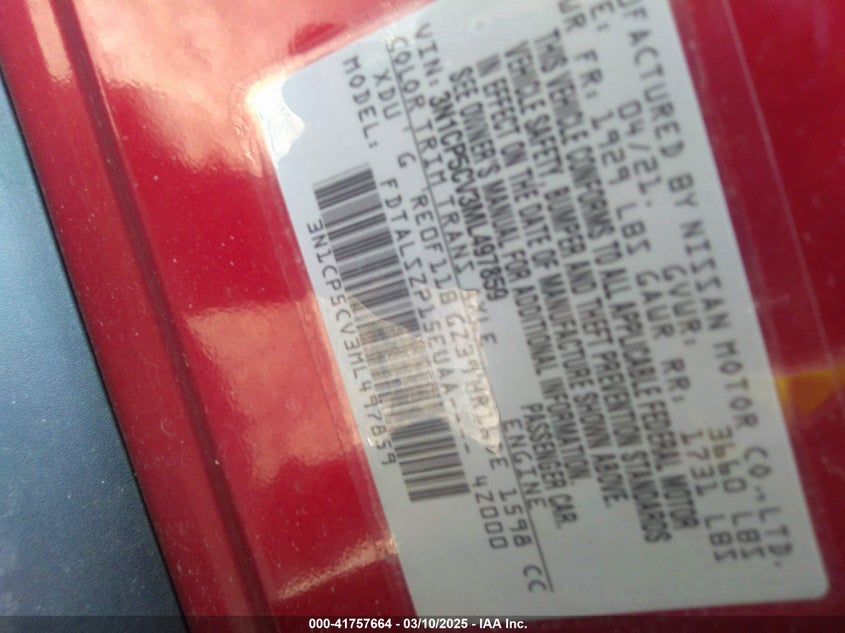 UFACTURED BY NISSAN MOTOR CO., LTD.
E: 04/21. GVWR: 3660 LBS
WR FR: 1929 LBS GAWR RR: 1731 LBS
THIS VEHICLE CONFORMS TO ALL APPLICABLE FEDERAL MOTOR
VEHICLE SAFETY, BUMPER AND THEFT PREVENTION STANDARDS
IN EFFECT ON THE DATE OF MANUFACTURE SHOWN ABOVE.
SEE OWNER'S MANUAL FOR ADDITIONAL INFORMATION.
VIN: 3N1CP5CV3ML497859 PASSENGER CAR.
COLOR TRIM TRANS ENGINE
XDU G RE0F11B 1598 CC
MODEL: FDTALSZP15EUAA--- 4Z000
3N1CP5CV3ML497859
000-41757664 — 03/10/2025 — IAA Inc.